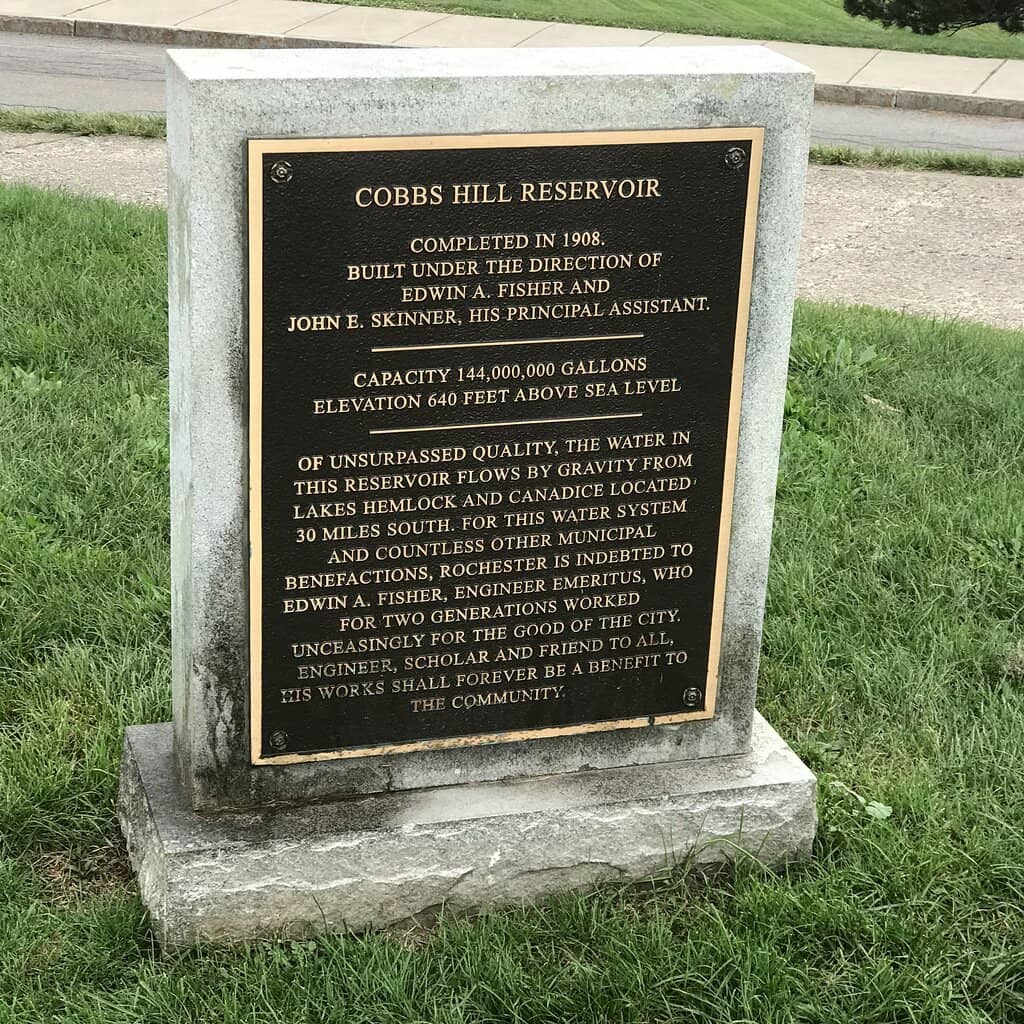 COBBS HILL RESERVOIR
COMPLETED IN 1908.
BUILT UNDER THE DIRECTION OF
EDWIN A. FISHER AND
JOHN E. SKINNER, HIS PRINCIPAL ASSISTANT.
CAPACITY 144,000,000 GALLONS
ELEVATION 640 FEET ABOVE SEA LEVEL
OF UNSURPASSED QUALITY, THE WATER IN
THIS RESERVOIR FLOWS BY GRAVITY FROM
LAKES HEMLOCK AND CANADICE LOCATED
30 MILES SOUTH. FOR THIS WATER SYSTEM
AND COUNTLESS OTHER MUNICIPAL
BENEFACTIONS, ROCHESTER IS INDEBTED TO
EDWIN A. FISHER, ENGINEER EMERITUS, WHO
FOR TWO GENERATIONS WORKED
UNCEASINGLY FOR THE GOOD OF THE CITY.
ENGINEER, SCHOLAR AND FRIEND TO ALL,
HIS WORKS SHALL FOREVER BE A BENEFIT TO
THE COMMUNITY.